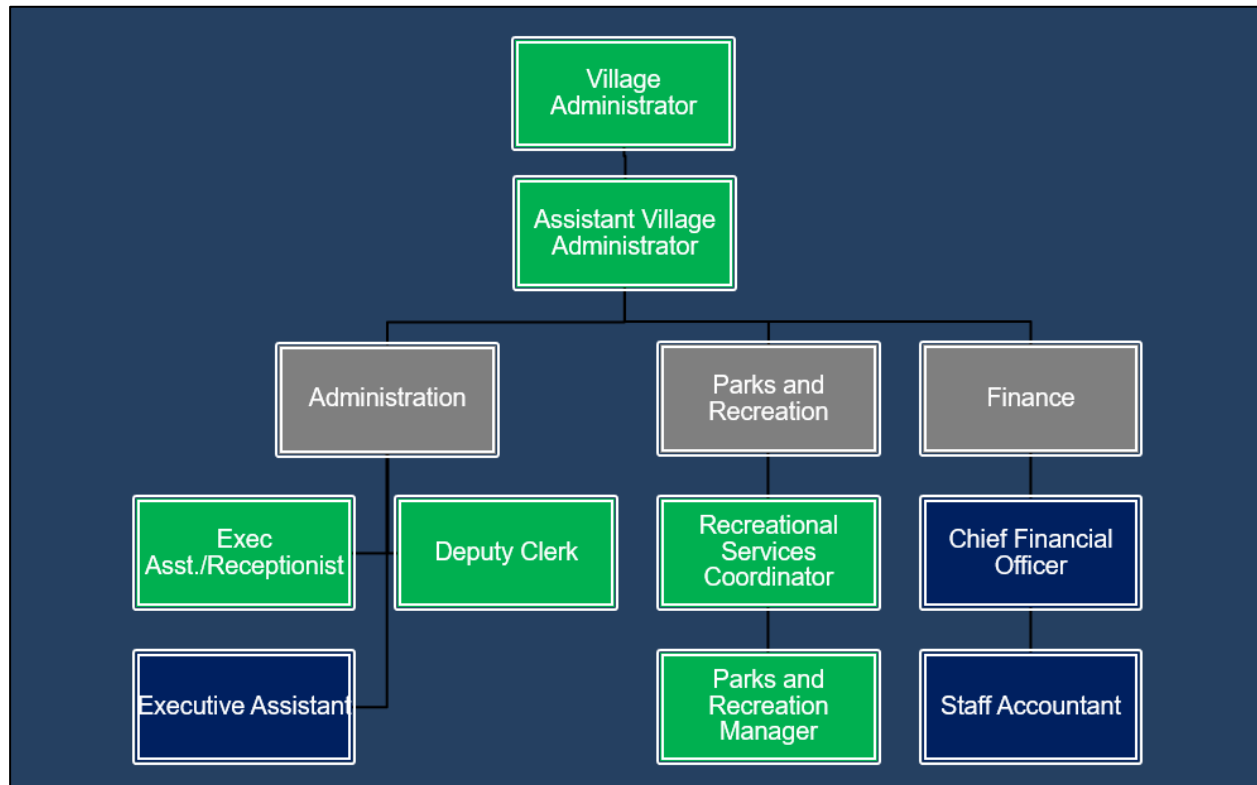 Village
Administrator
Assistant Village
Administrator
Administration
Parks and
Recreation
Finance
Exec
Asst./Receptionist
Deputy Clerk
Recreational
Services
Coordinator
Chief Financial
Officer
Executive Assistant
Parks and
Recreation
Manager
Staff Accountant